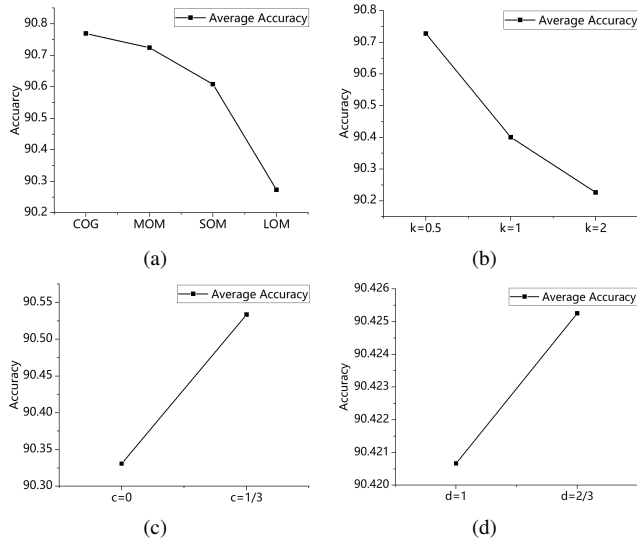 Average Accuracy
90.8
90.7
90.6
90.5
90.4
90.3
90.2
Accuarcy
COG MOM SOM LOM
(a)
Average Accuracy
90.8
90.7
90.6
90.5
90.4
90.3
90.2
Accuracy
k=0.5 k=1 k=2
(b)
Average Accuracy
90.55
90.50
90.45
90.40
90.35
90.30
Accuracy
c=0 c=1/3
(c)
Average Accuracy
90.426
90.425
90.424
90.423
90.422
90.421
90.420
Accuracy
d=1 d=2/3
(d)